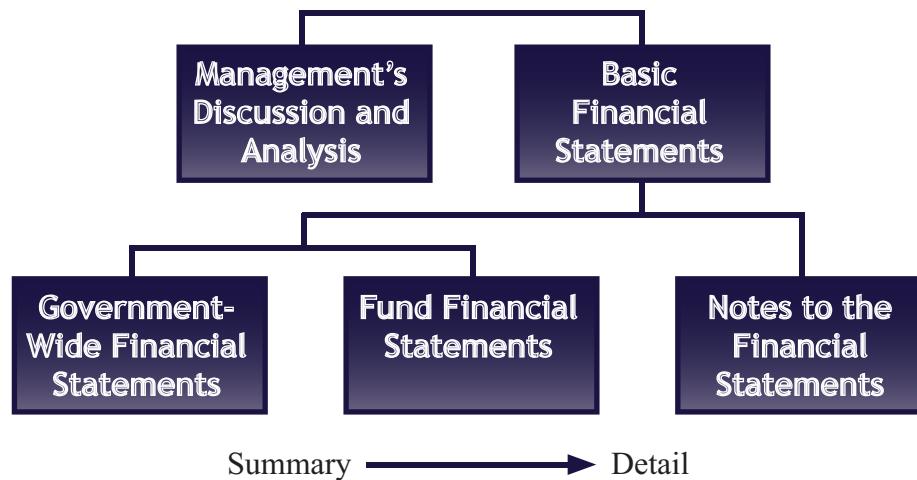 Management’s
Discussion and
Analysis
Basic
Financial
Statements
Government-
Wide Financial
Statements
Fund Financial
Statements
Notes to the
Financial
Statements
Summary
Detail